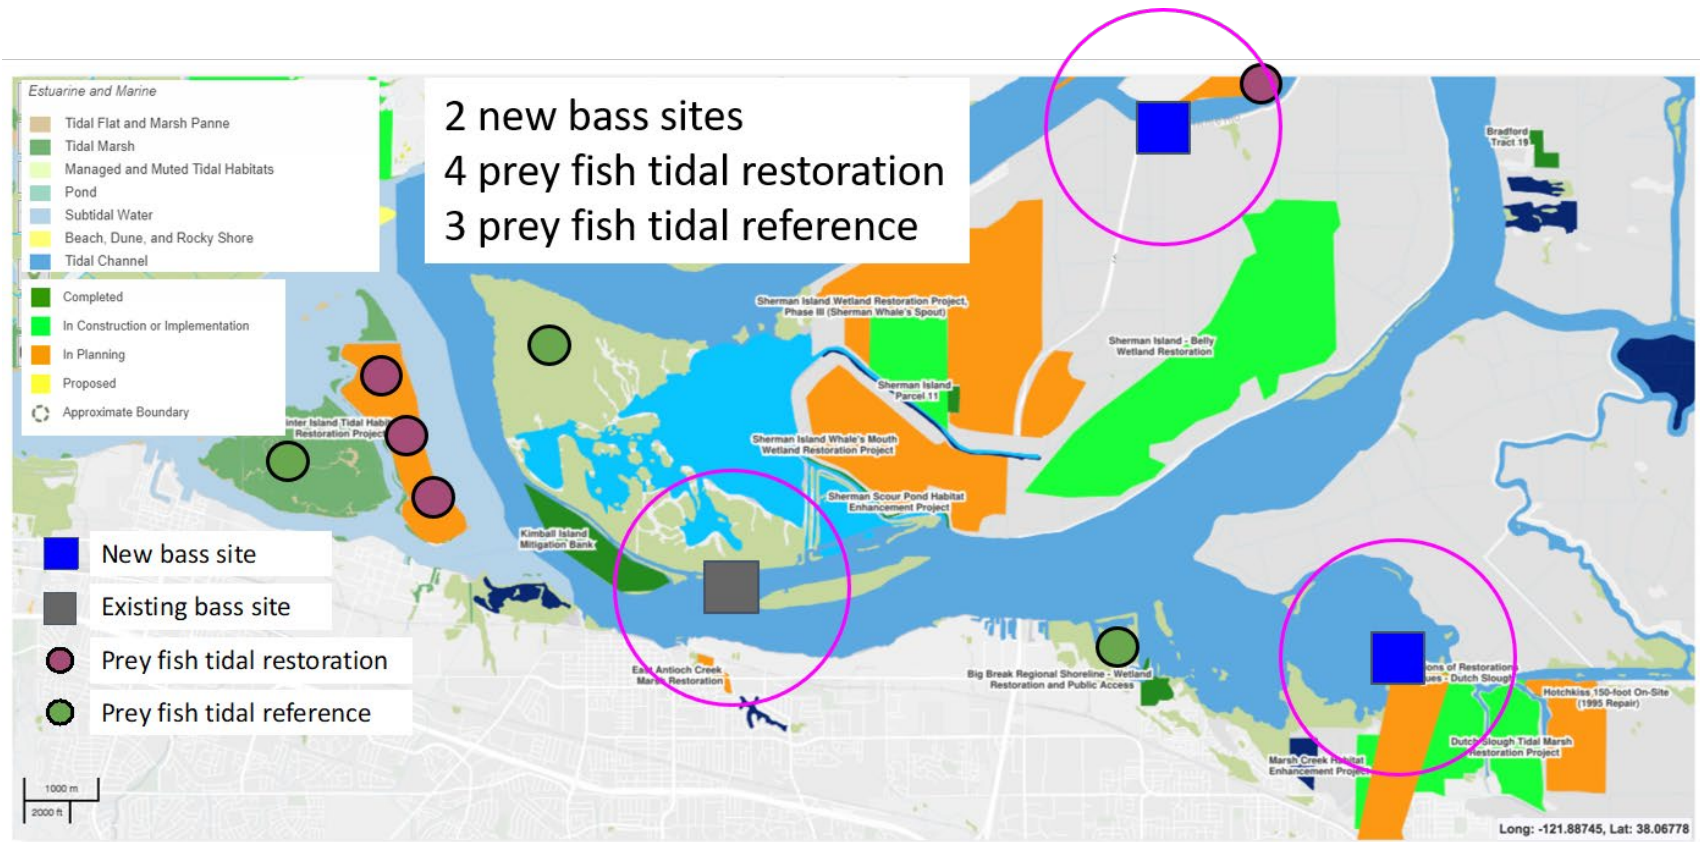 Estuarine and Marine
Tidal Flat and Marsh Panne
Tidal Marsh
Managed and Muted Tidal Habitats
Pond
Subtidal Water
Beach, Dune, and Rocky Shore
Tidal Channel
Completed
In Construction or Implementation
In Planning
Proposed
Approximate Boundary
2 new bass sites
4 prey fish tidal restoration
3 prey fish tidal reference
Bradford
Tract 19
Sherman Island Wetland Restoration Project,
Phase III (Sherman Whale's Spout)
Sherman Island - Belly
Wetland Restoration
Sherman Island
Parcel 11
Island Tidal
Restoration Project
Sherman Island Whale's Mouth
Wetland Restoration Project
Sherman Scour Pond Habitat
Enhancement Project
Kimball Island
Mitigation Bank
New bass site
Existing bass site
Prey fish tidal restoration
Prey fish tidal reference
East Antioch Creek
Marsh Restoration
Big Break Regional Shoreline - Wetland
Restoration and Public Access
of Restorations
- Dutch Slough
Hotchkiss 150-foot On-Site
(1995 Repair)
Dutch Slough Tidal Marsh
Restoration Project
Marsh Creek Habitat
Enhancement Project
1000 m
2000 ft
Long: -121.88745, Lat: 38.06778